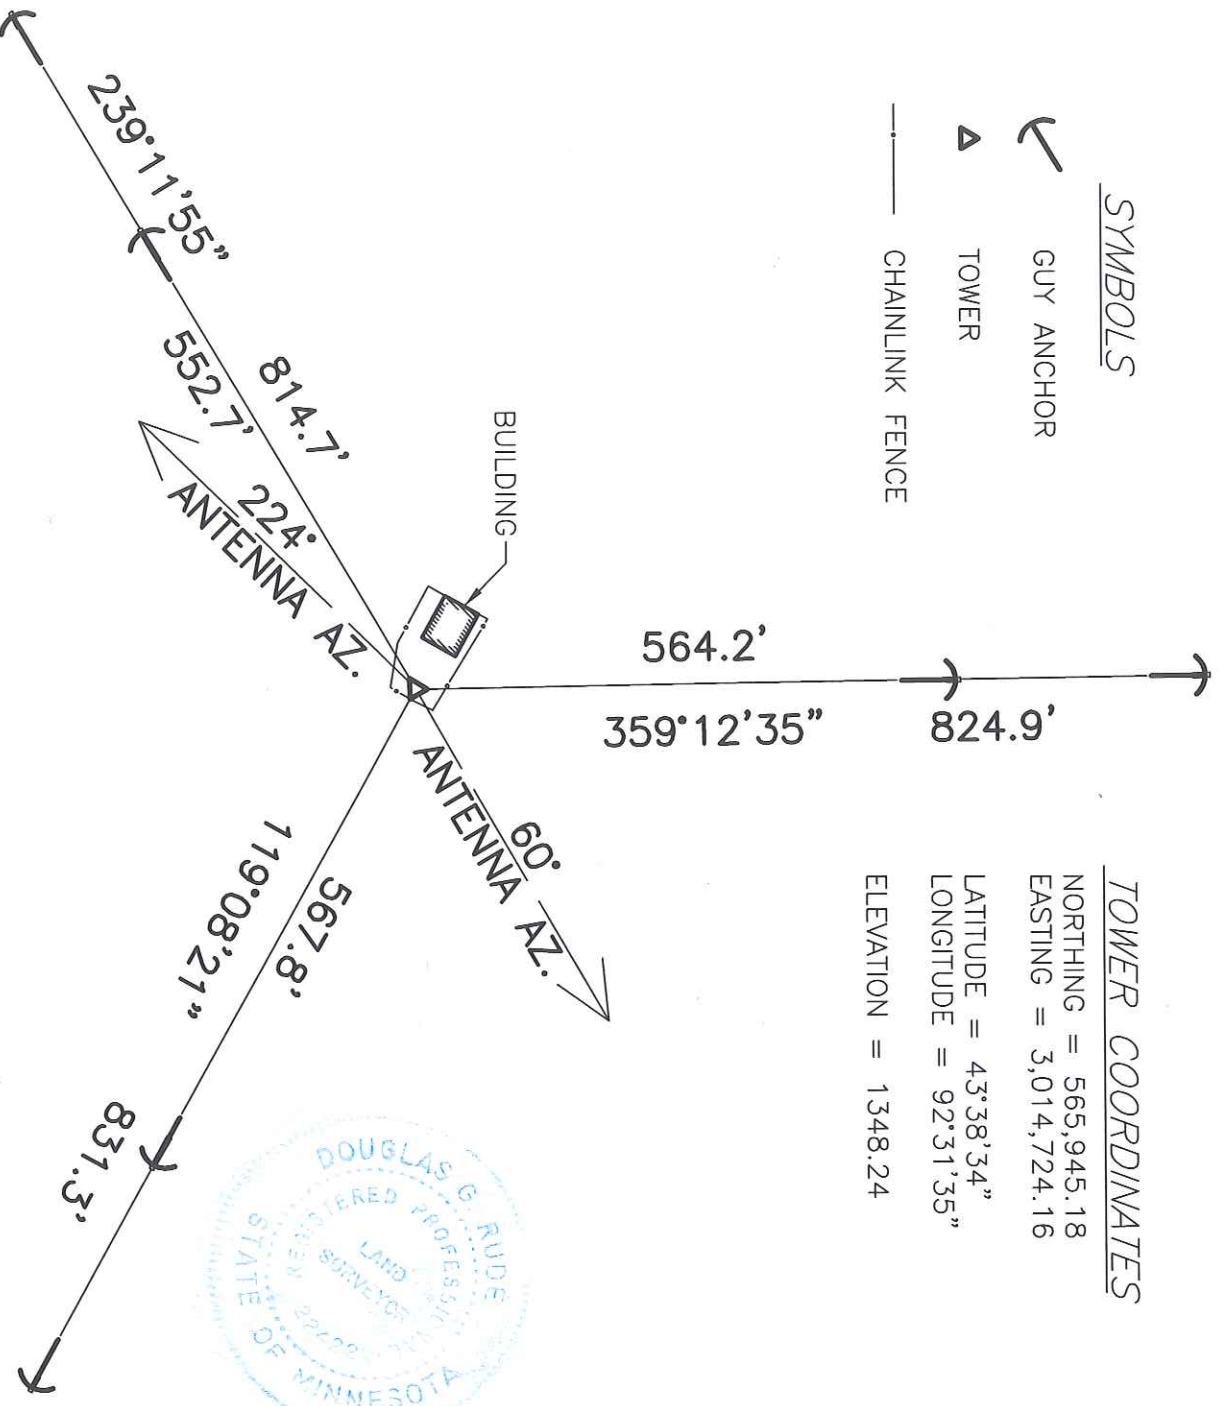 SYMBOLS
GUY ANCHOR
TOWER
CHAINLINK FENCE
TOWER COORDINATES
NORTHING = 565,945.18
EASTING = 3,014,724.16
LATITUDE = 43°38'34"
LONGITUDE = 92°31'35"
ELEVATION = 1348.24
BUILDING
564.2'
359°12'35"
824.9'
239°11'55"
552.7'
814.7'
224°
ANTENNA AZ.
60°
ANTENNA AZ.
567.8'
119°08'21"
831.3'
DOUGLAS G. RUDE
REGISTERED PROFESSIONAL
LAND
SURVEYOR
STATE OF MINNESOTA